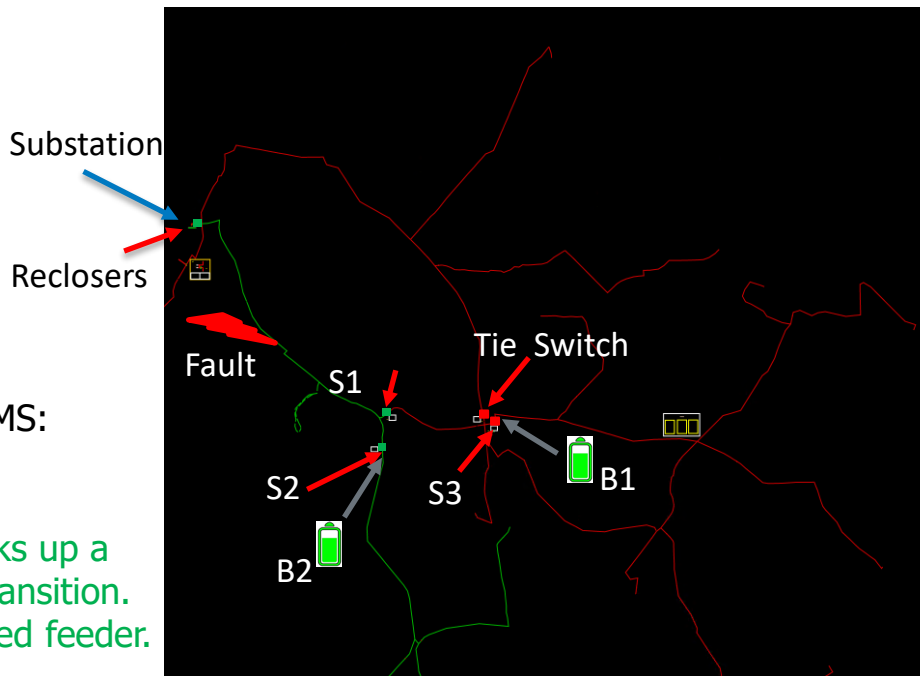 Substation
Reclosers
Fault
S1
Tie Switch
S2
S3
B1
B2
MS:
ks up a
ansition.
ed feeder.